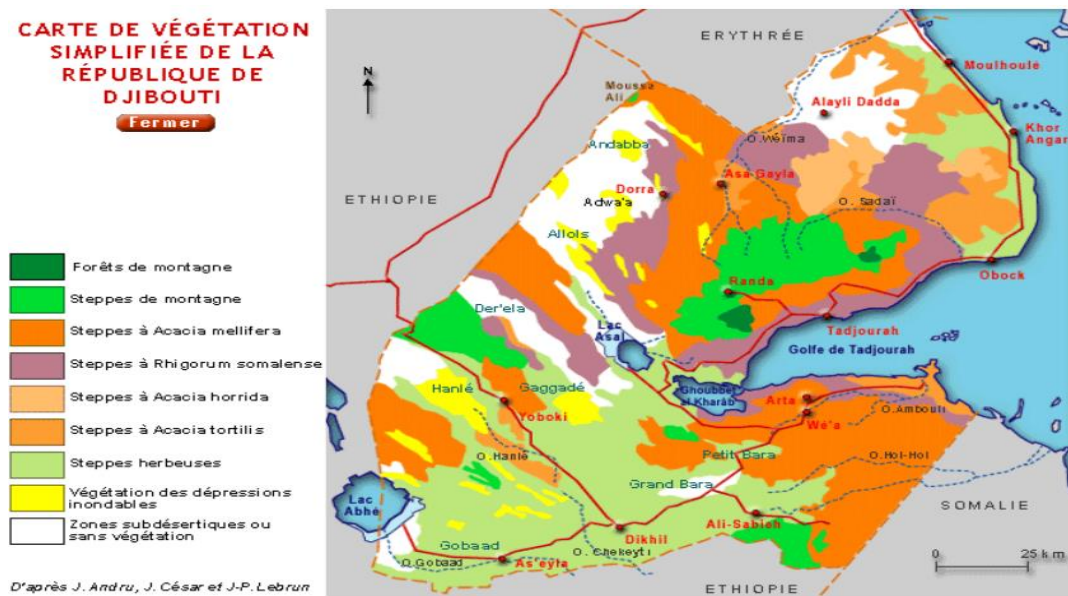 CARTE DE VÉGÉTATION
SIMPLIFIÉE DE LA
RÉPUBLIQUE DE
DJIBOUTI
Fermer
Forêts de montagne
Steppes de montagne
Steppes à Acacia mellifera
Steppes à Rhigorum somalense
Steppes à Acacia horrida
Steppes à Acacia tortilis
Steppes herbeuses
Végétation des dépressions
inondables
Zones subdésertiques ou
sans végétation
D'après J. Andru, J. César et J-P. Lebrun
ERYTHRÉE
N
Moulhoulé
Moussa
Ali
Alayli Dadda
Khor
Angar
O. Wéïma
Andabba
ETHIOPIE
Dorra
Asa Gayla
Adwa'a
O. Sadaï
Allols
Obock
Randa
Der'ela
Tadjourah
Lac
Asal
Golfe de Tadjourah
Hanlé
Gaggadé
Ghoubbet
al Kharâb
Arta
Yoboki
O. Ambouli
Wé'a
O. Hanlé
Petit Bara
O. Hol-Hol
Grand Bara
Lac
Abhé
SOMALIE
Ali-Sabieh
Dikhil
Gobaad
O. Chekeyti
O. Gobaad
As'eyla
0 25 km
ETHIOPIE